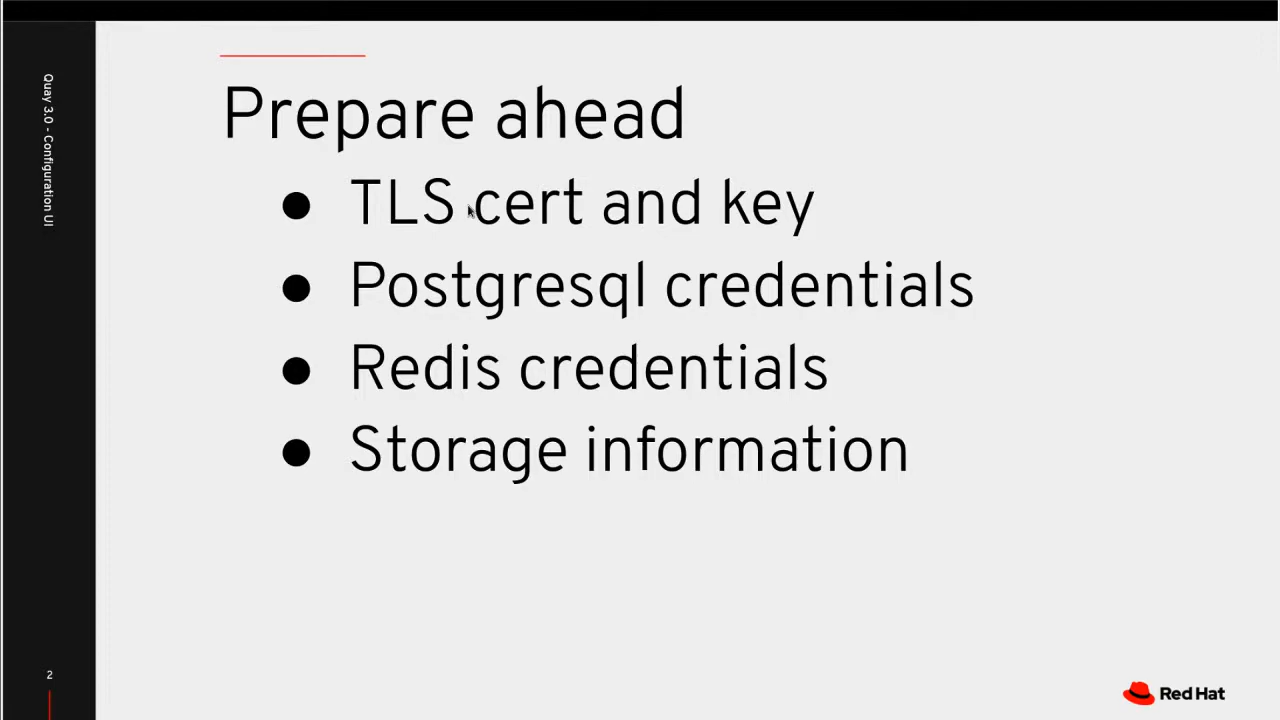 Quay 3.0 - Configuration UI
Prepare ahead
● TLS cert and key
● Postgresql credentials
● Redis credentials
● Storage information
2
Red Hat